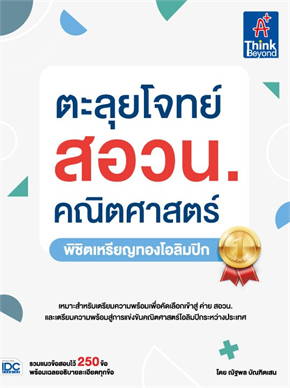 A+
Think
Beyond
ตะลุยโจทย์
สอวน.
คณิตศาสตร์
พิชิตเหรียญทองโอลิมปิก
1
เหมาะสำหรับเตรียมความพร้อมเพื่อคัดเลือกเข้าสู่ ค่าย สอวน.
และเตรียมความพร้อมสู่การแข่งขันคณิตศาสตร์โอลิมปิกระหว่างประเทศ
IDC
PREMIER
รวมแนวข้อสอบไว้ 250 ข้อ
พร้อมเฉลยอธิบายละเอียดทุกข้อ
โดย ณัฐพล บัณฑิตเสน